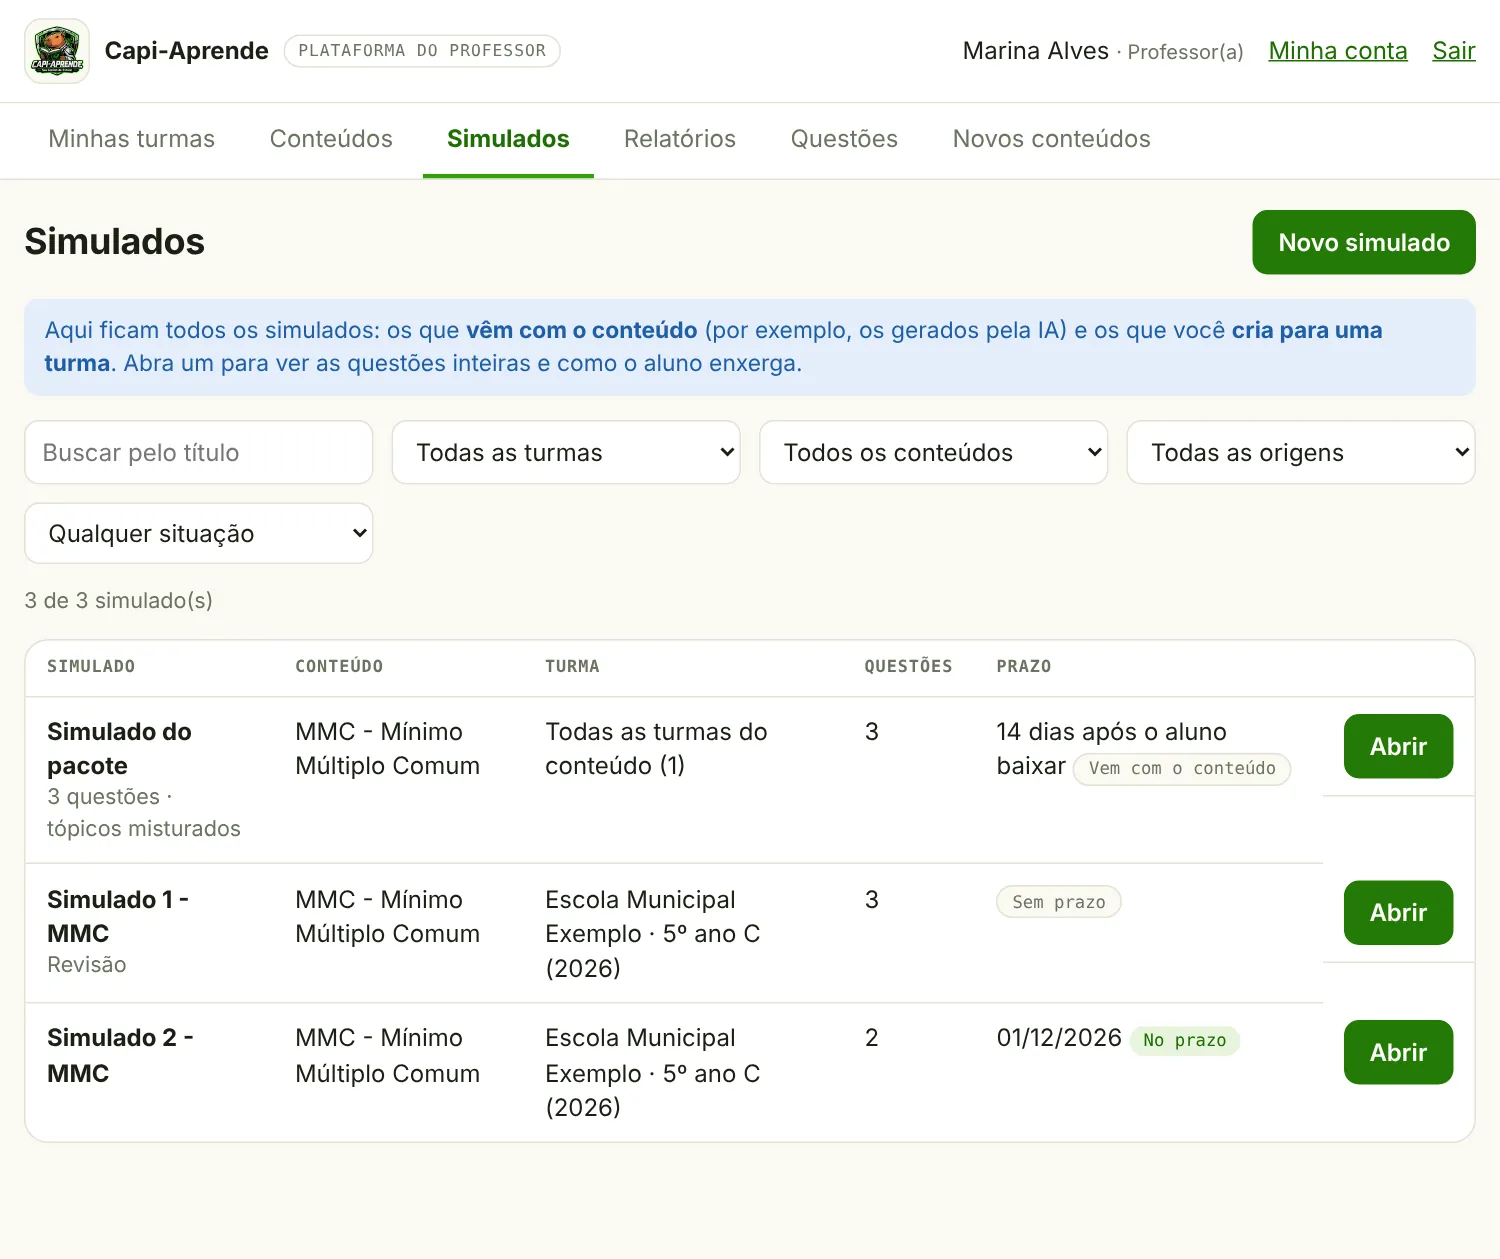 CAPI-APRENDE
Capi-Aprende PLATAFORMA DO PROFESSOR Marina Alves · Professor(a) Minha conta Sair
Minhas turmas Conteúdos Simulados Relatórios Questões Novos conteúdos
Simulados Novo simulado
Aqui ficam todos os simulados: os que vêm com o conteúdo (por exemplo, os gerados pela IA) e os que você cria para uma
turma. Abra um para ver as questões inteiras e como o aluno enxerga.
Buscar pelo título Todas as turmas Todos os conteúdos Todas as origens
Qualquer situação
3 de 3 simulado(s)
SIMULADO CONTEÚDO TURMA QUESTÕES PRAZO
Simulado do MMC - Mínimo Todas as turmas do 3 14 dias após o aluno Abrir
pacote Múltiplo Comum conteúdo (1) baixar Vem com o conteúdo
3 questões ·
tópicos misturados
Simulado 1 - MMC - Mínimo Escola Municipal 3 Sem prazo Abrir
MMC Múltiplo Comum Exemplo · 5º ano C
Revisão (2026)
Simulado 2 - MMC - Mínimo Escola Municipal 2 01/12/2026 No prazo Abrir
MMC Múltiplo Comum Exemplo · 5º ano C
(2026)